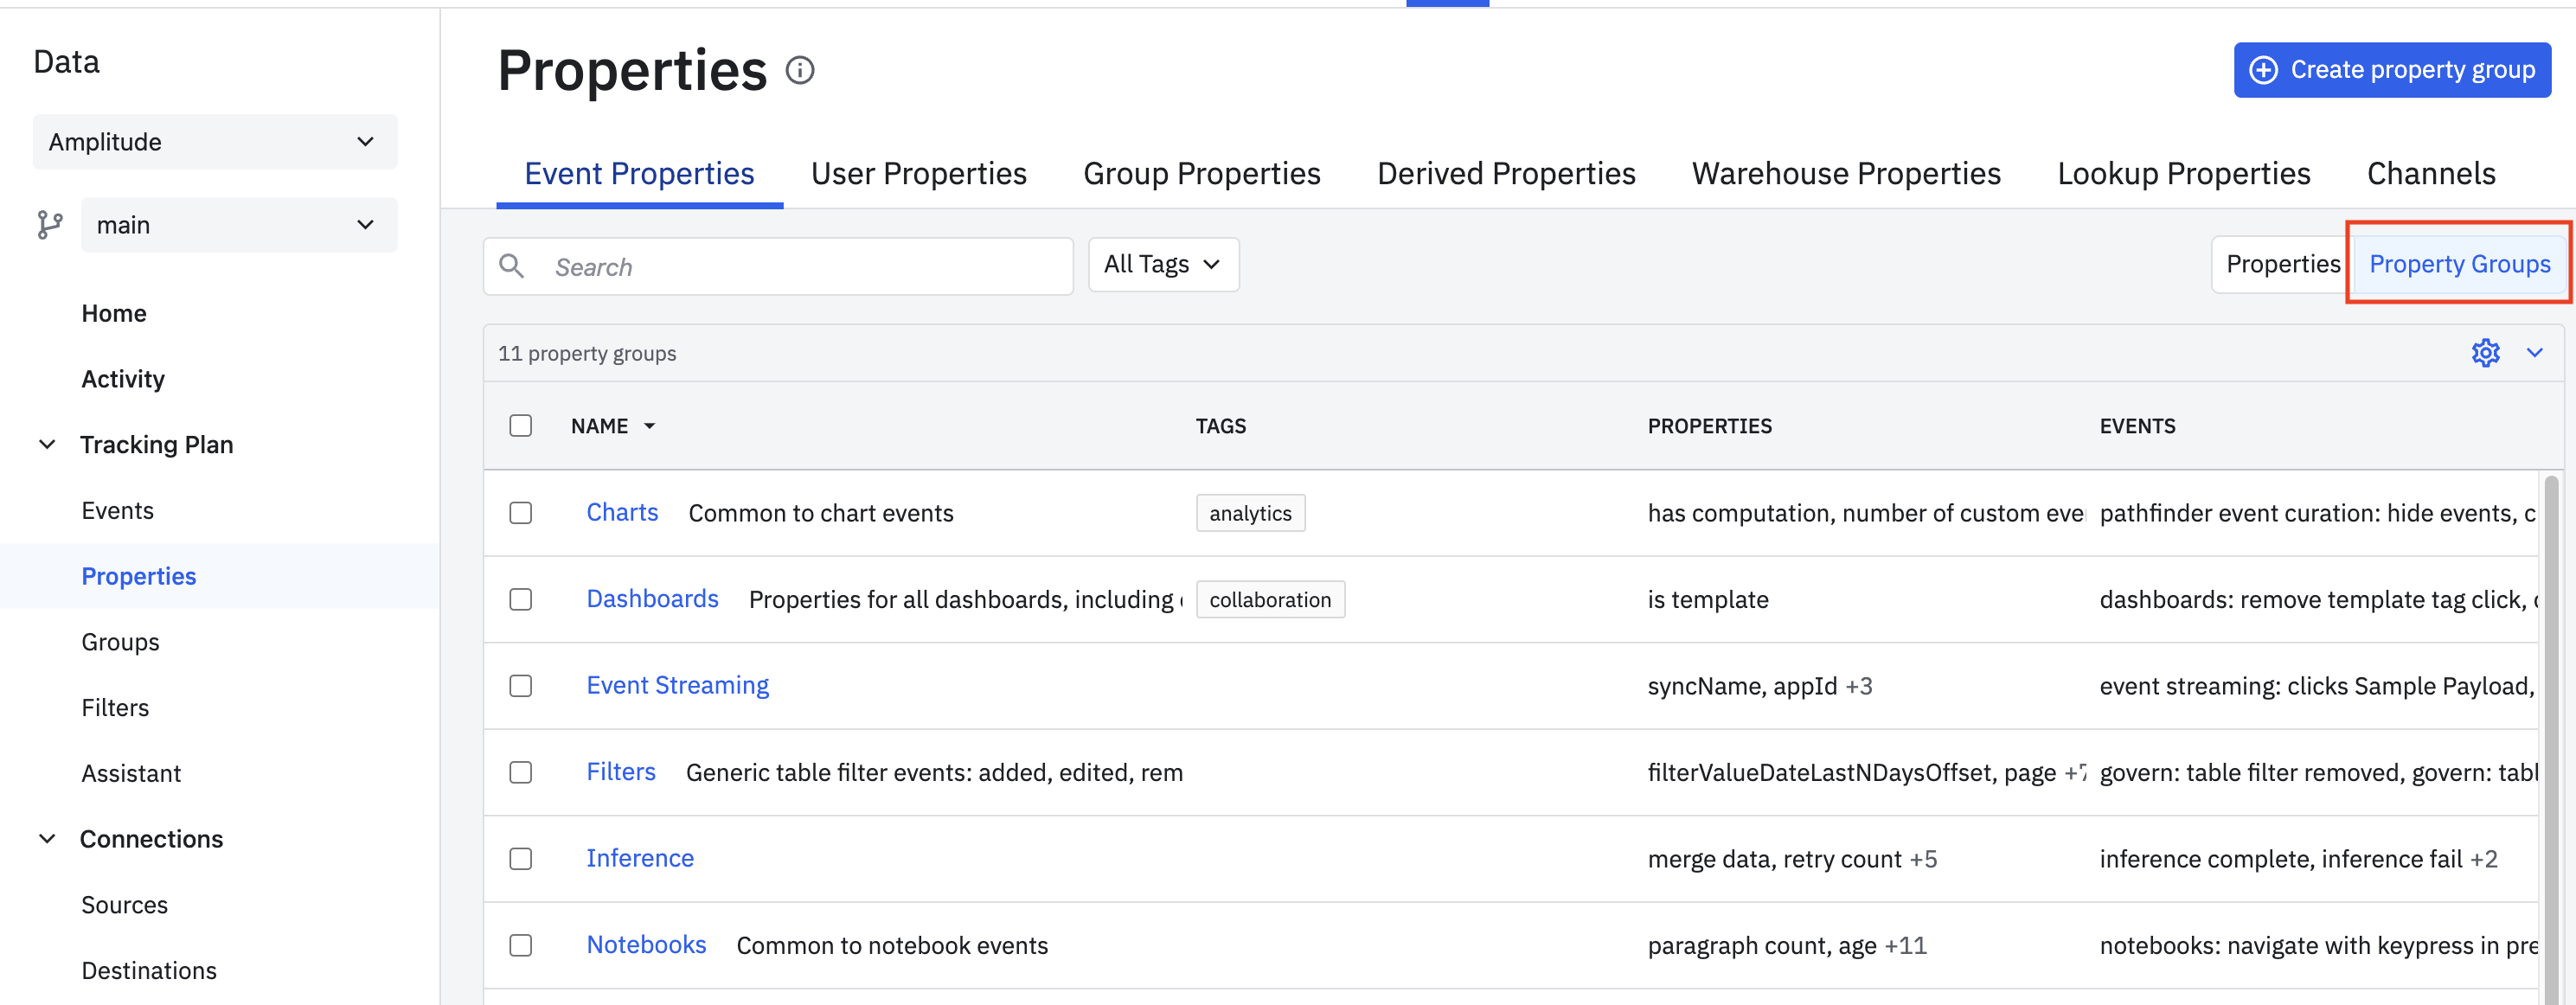 Data
Amplitude
main
Home
Activity
Tracking Plan
Events
Properties
Groups
Filters
Assistant
Connections
Sources
Destinations
Properties
Create property group
Event Properties User Properties Group Properties Derived Properties Warehouse Properties Lookup Properties Channels
Search All Tags Properties Property Groups
11 property groups
NAME TAGS PROPERTIES EVENTS
Charts Common to chart events analytics has computation, number of custom eve pathfinder event curation: hide events, c
Dashboards Properties for all dashboards, including collaboration is template dashboards: remove template tag click,
Event Streaming syncName, appId +3 event streaming: clicks Sample Payload,
Filters Generic table filter events: added, edited, rem filterValueDateLastNDaysOffset, page +7 govern: table filter removed, govern: tabl
Inference merge data, retry count +5 inference complete, inference fail +2
Notebooks Common to notebook events paragraph count, age +11 notebooks: navigate with keypress in pre